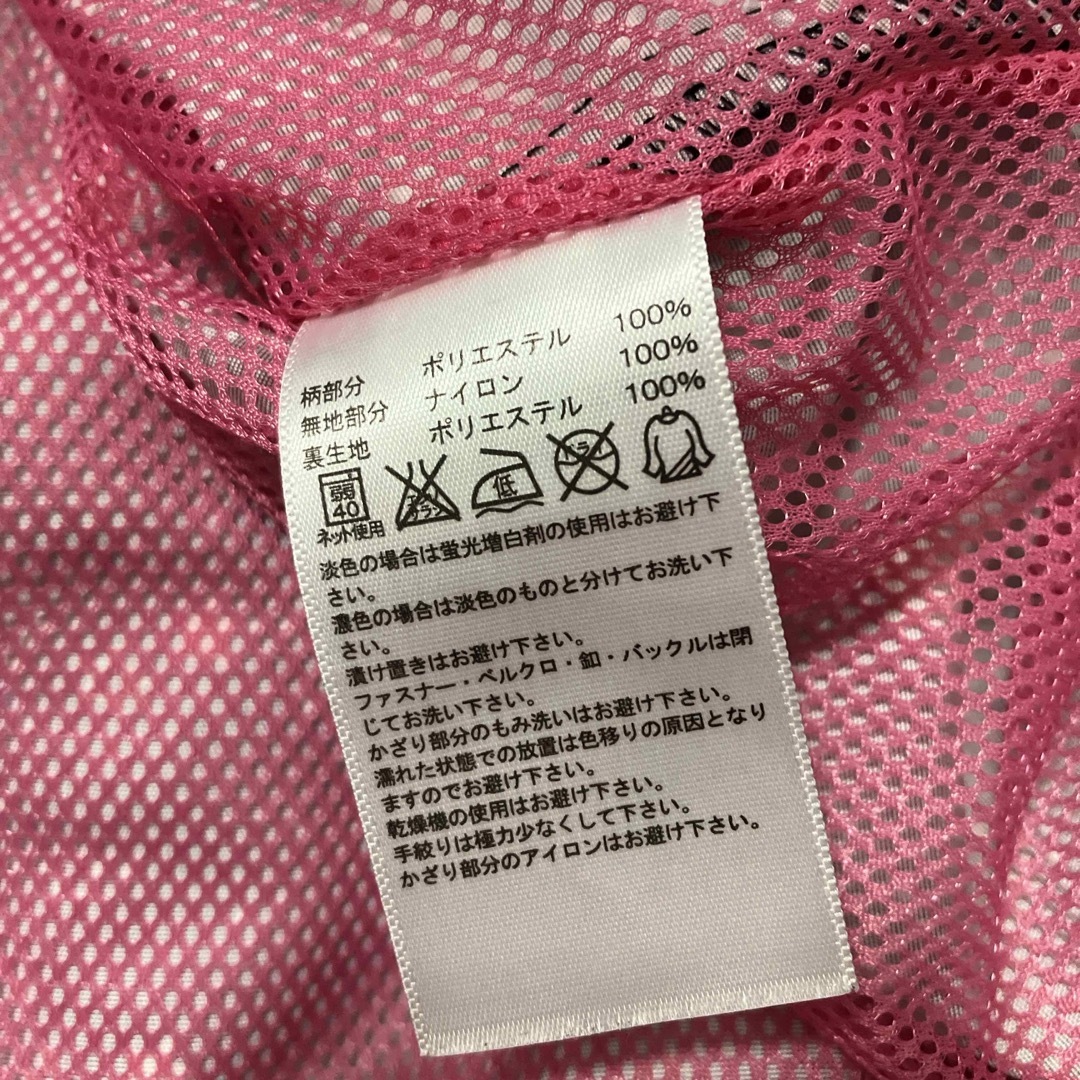 柄部分 ポリエステル 100%
無地部分 ナイロン 100%
裏生地 ポリエステル 100%
弱 エンソ 低 ドライ
40 サラシ
ネット使用
淡色の場合は蛍光増白剤の使用はお避け下
さい。
濃色の場合は淡色のものと分けてお洗い下
さい。
漬け置きはお避け下さい。
ファスナー・ベルクロ・釦・バックルは閉
じてお洗い下さい。
かざり部分のもみ洗いはお避け下さい。
濡れた状態での放置は色移りの原因となり
ますのでお避け下さい。
乾燥機の使用はお避け下さい。
手絞りは極力少なくして下さい。
かざり部分のアイロンはお避け下さい。